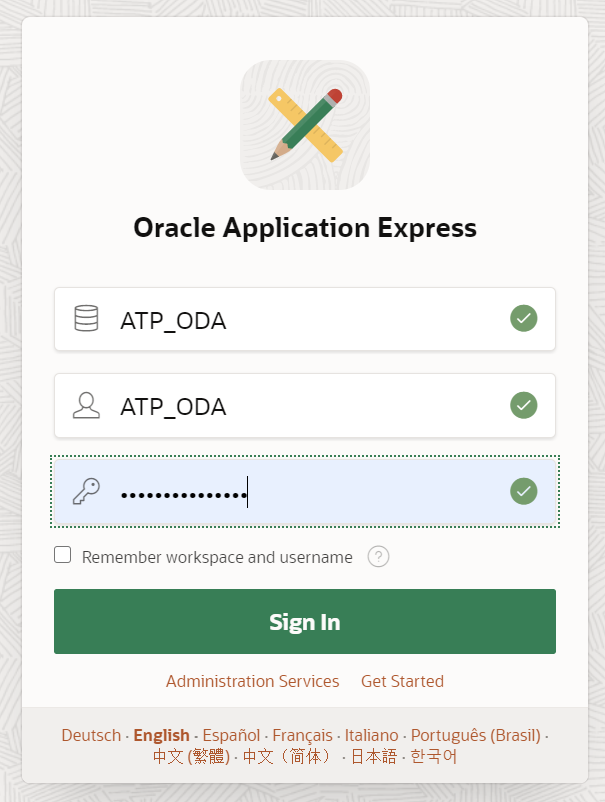 Oracle Application Express
ATP_ODA
ATP_ODA
•••••••••••••••
Remember workspace and username ?
Sign In
Administration Services Get Started
Deutsch · English · Español · Français · Italiano · Português (Brasil) ·
中文 (繁體) · 中文（简体） · 日本語 · 한국어